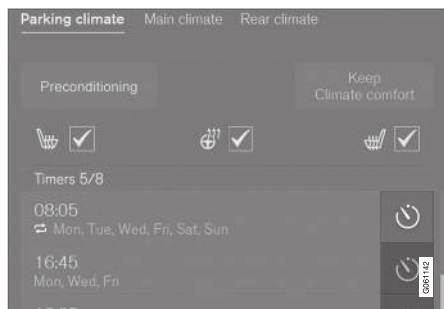 Parking climate Main climate Rear climate
Preconditioning
Keep
Climate comfort
Timers 5/8
08:05
Mon, Tue, Wed, Fri, Sat, Sun
16:45
Mon, Wed, Fri
G061142